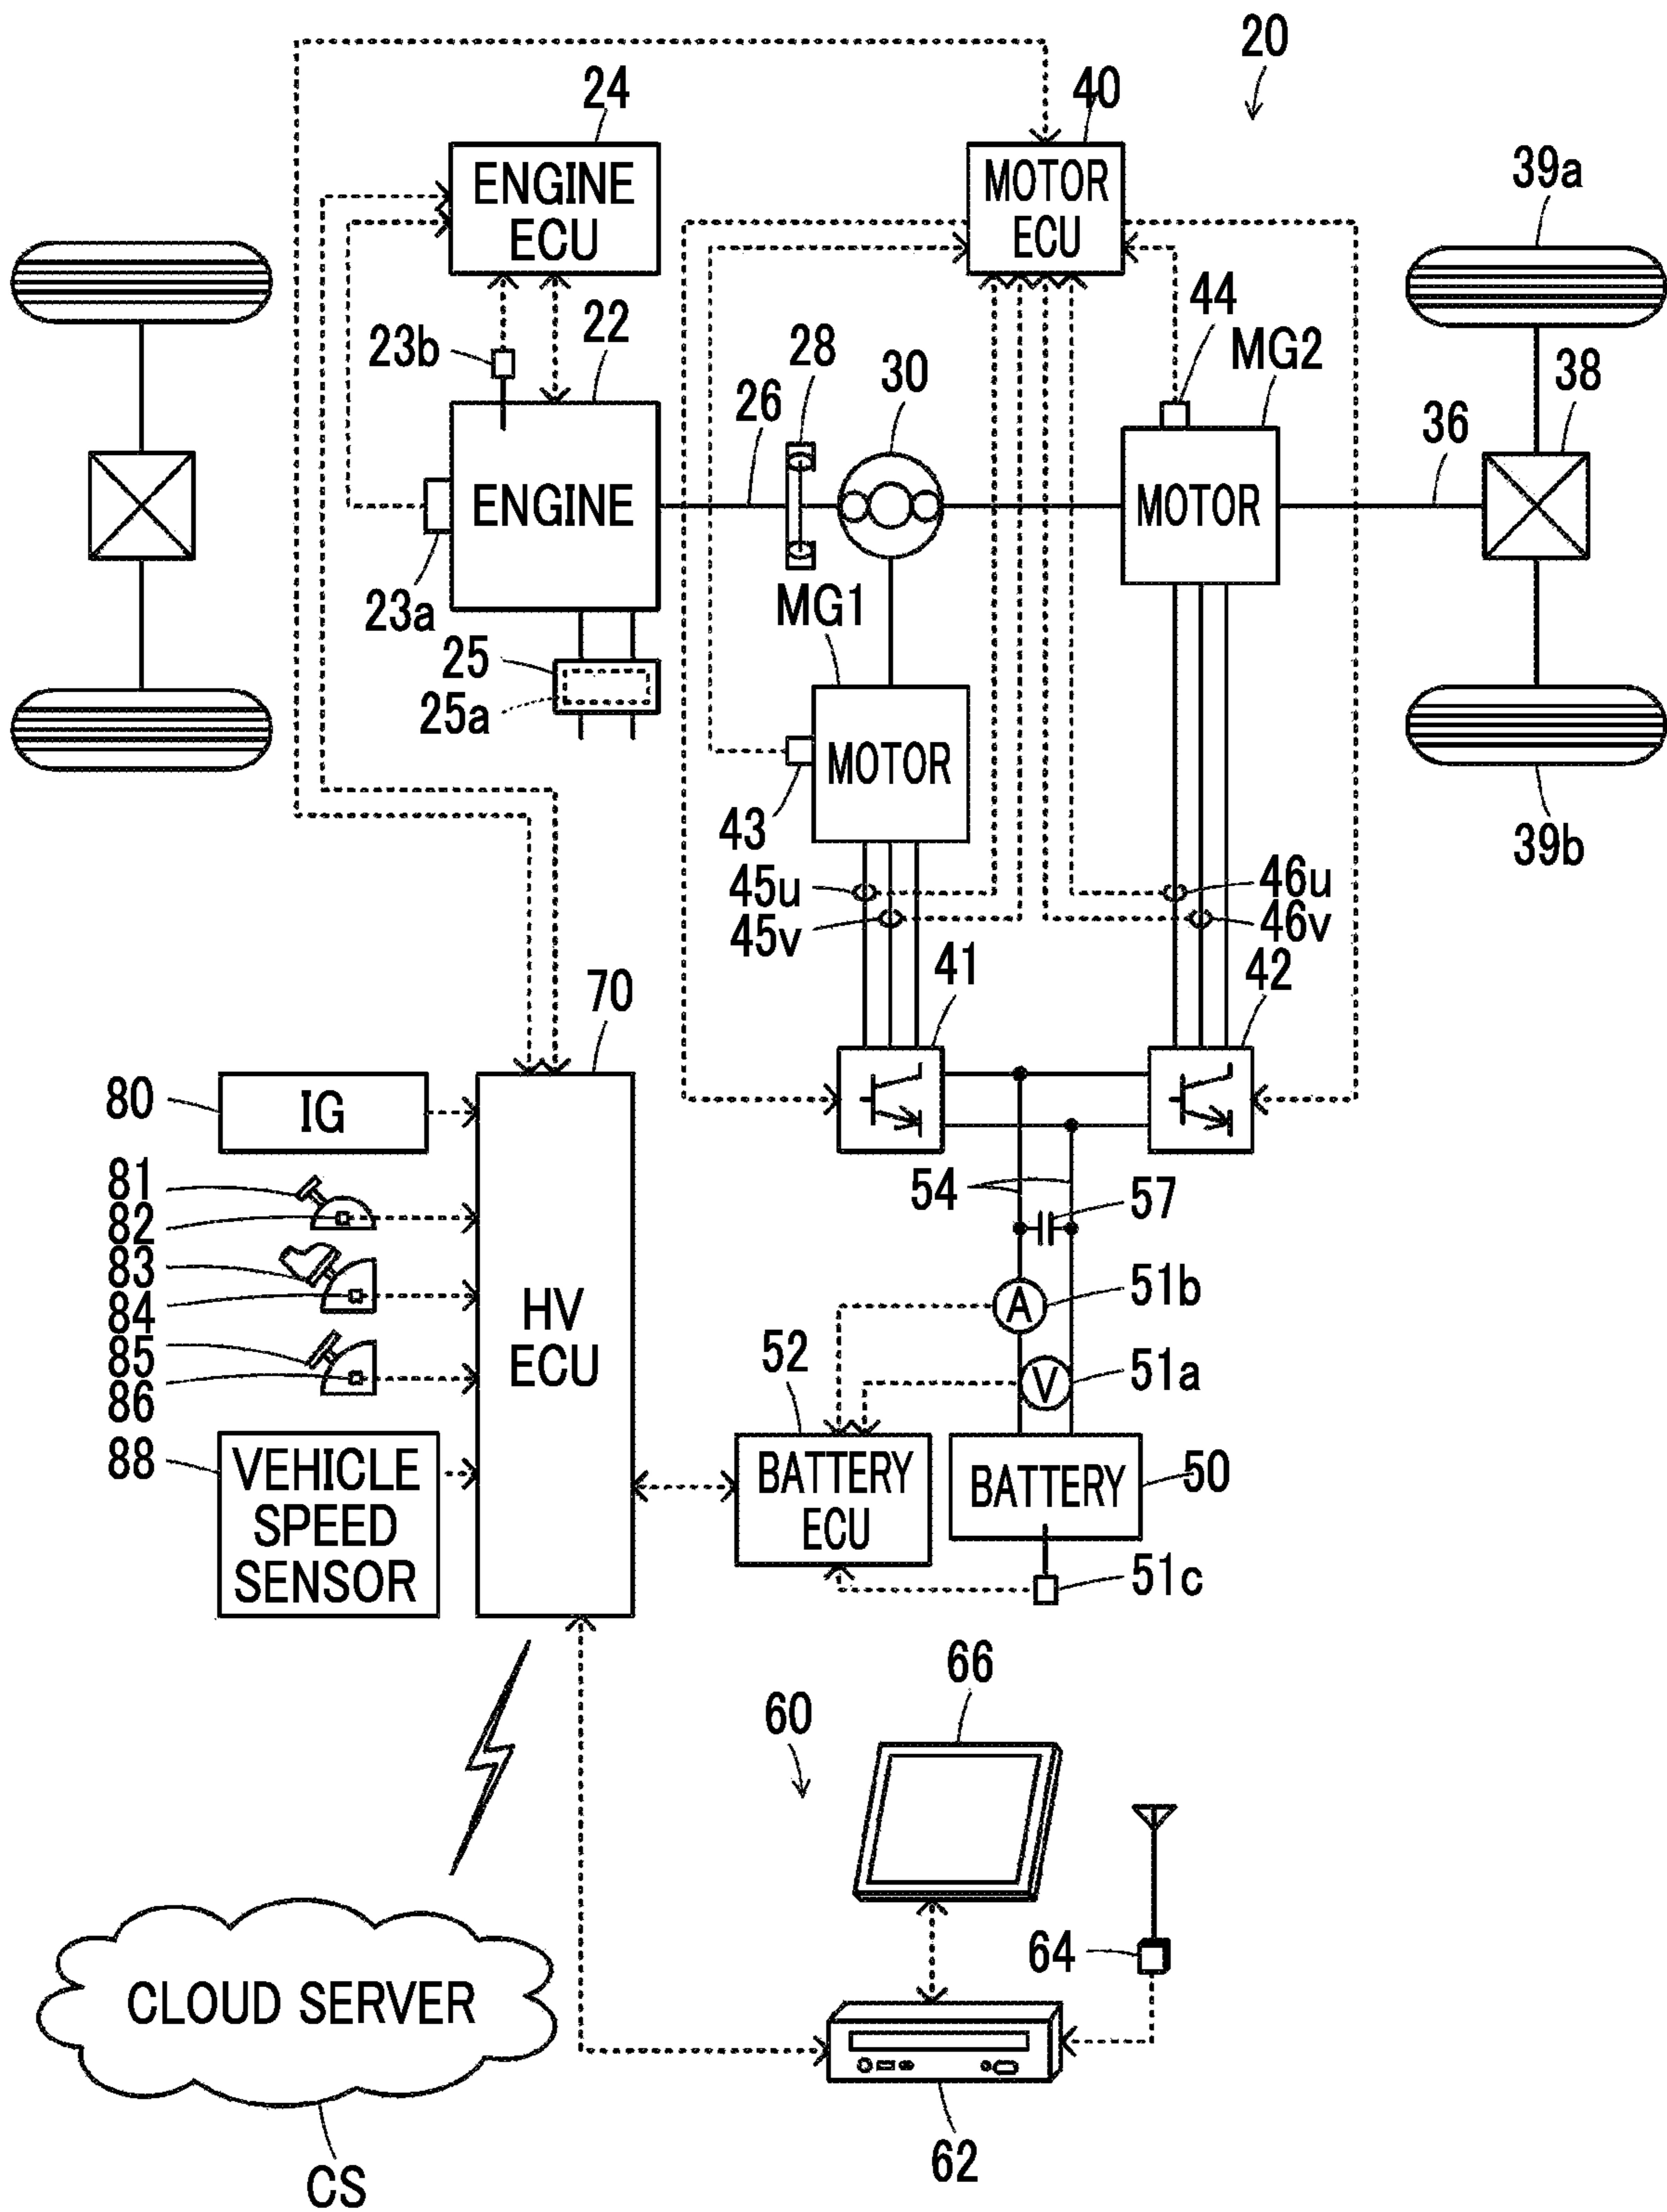 20
24
40
ENGINE
ECU
MOTOR
ECU
39a
23b
22
28
30
44
MG2
38
26
36
ENGINE
MOTOR
23a
MG1
25
25a
MOTOR
43
39b
45u
46u
45v
46v
41
42
70
80
IG
81
82
54
57
83
84
HV
ECU
51b
85
86
52
51a
88
VEHICLE
SPEED
SENSOR
BATTERY
ECU
BATTERY
50
51c
A
V
66
60
64
CLOUD SERVER
62
CS